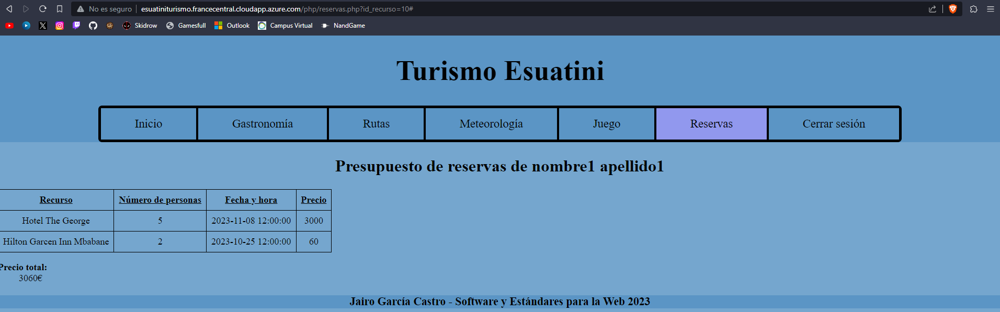 No es seguro esuatiniturismo.francecentral.cloudapp.azure.com/php/reservas.php?id_recurso=10#
Skidrow Gamesfull Outlook Campus Virtual NandGame
Turismo Esuatini
Inicio Gastronomía Rutas Meteorología Juego Reservas Cerrar sesión
Presupuesto de reservas de nombre1 apellido1
Recurso Número de personas Fecha y hora Precio
Hotel The George 5 2023-11-08 12:00:00 3000
Hilton Garcen Inn Mbabane 2 2023-10-25 12:00:00 60
Precio total:
3060€
Jairo García Castro - Software y Estándares para la Web 2023